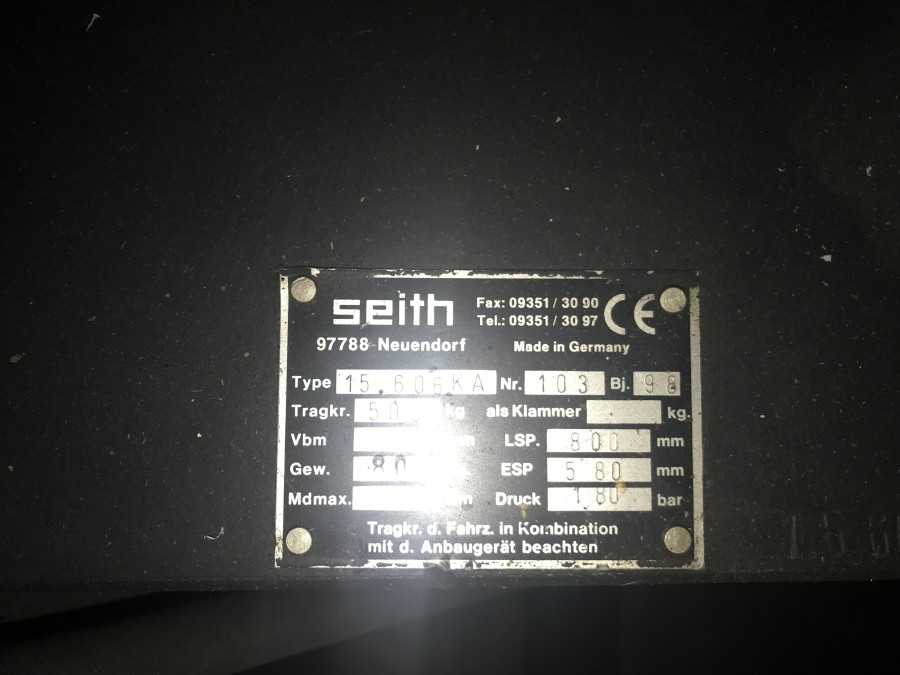 seith
Fax: 09351 / 30 90
Tel.: 09351 / 30 97
CE
97788 Neuendorf Made in Germany
Type 15.606KA Nr. 103 Bj. 98
Tragkr. kg als Klammer kg.
Vbm LSP. 800 mm
Gew. ESP 580 mm
Mdmax. Druck 180 bar
Tragkr. d. Fahrz. in Kombination
mit d. Anbaugerät beachten